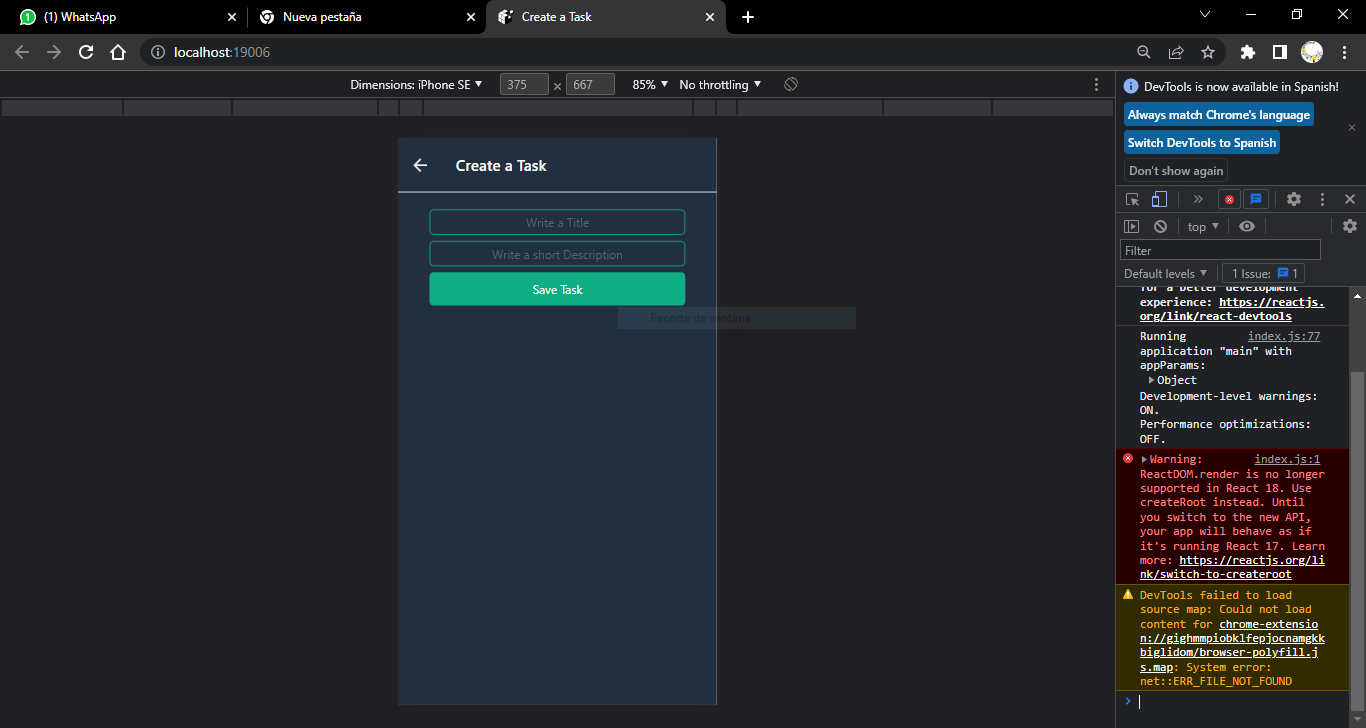 (1) WhatsApp
Nueva pestaña
Create a Task
localhost:19006
Dimensions: iPhone SE
375
×
667
85%
No throttling
DevTools is now available in Spanish!
Always match Chrome's language
Switch DevTools to Spanish
Don't show again
top
Filter
Default levels
1 Issue:
1
Create a Task
Write a Title
Write a short Description
Save Task
Recorte de ventana
for a better development
experience: https://reactjs.
org/link/react-devtools
Running index.js:77
application "main" with
appParams:
Object
Development-level warnings:
ON.
Performance optimizations:
OFF.
Warning: index.js:1
ReactDOM.render is no longer
supported in React 18. Use
createRoot instead. Until
you switch to the new API,
your app will behave as if
it's running React 17. Learn
more: https://reactjs.org/li
nk/switch-to-createroot
DevTools failed to load
source map: Could not load
content for chrome-extensio
n://gighmmpiobklfepjocnamgkk
biglidom/browser-polyfill.j
s.map: System error:
net::ERR_FILE_NOT_FOUND